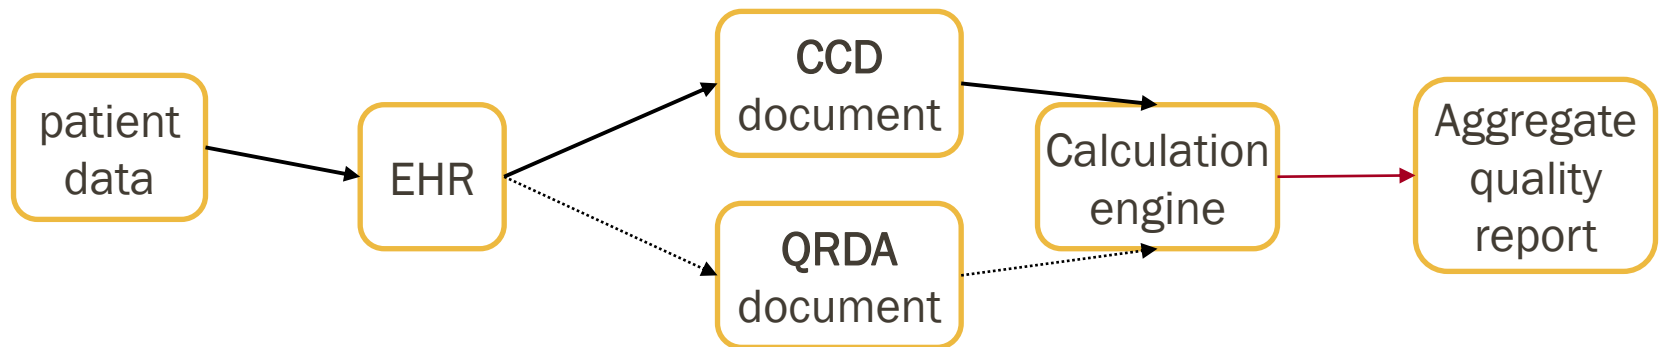 patient
data
EHR
CCD
document
QRDA
document
Calculation
engine
Aggregate
quality
report